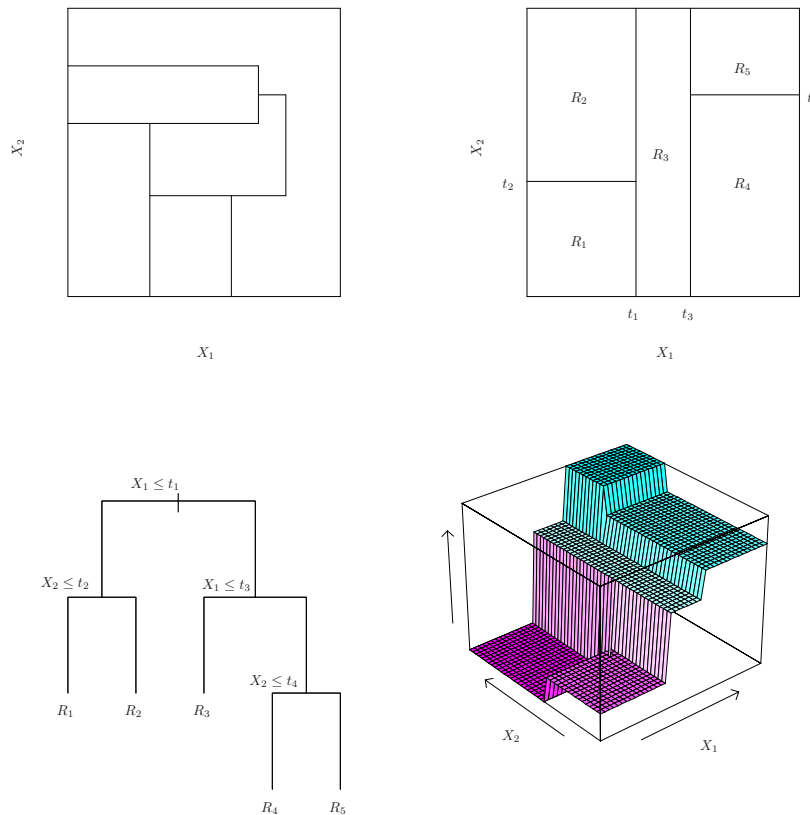 X₂
X₁
R₅
R₂
t
X₂
R₃
t₂
R₄
R₁
t₁
t₃
X₁
X₁ ≤ t₁
X₂ ≤ t₂
X₁ ≤ t₃
X₂ ≤ t₄
R₁
R₂
R₃
R₄
R₅
X₂
X₁